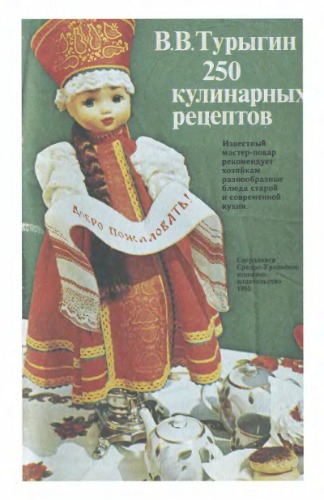 В.В.Турыгин
250
кулинарных
рецептов
Известный
мастер-повар
рекомендует
хозяйкам
разнообразные
блюда старой
и современной
кухни.
Добро пожаловать!
Свердловск
Средне-Уральское
книжное
издательство